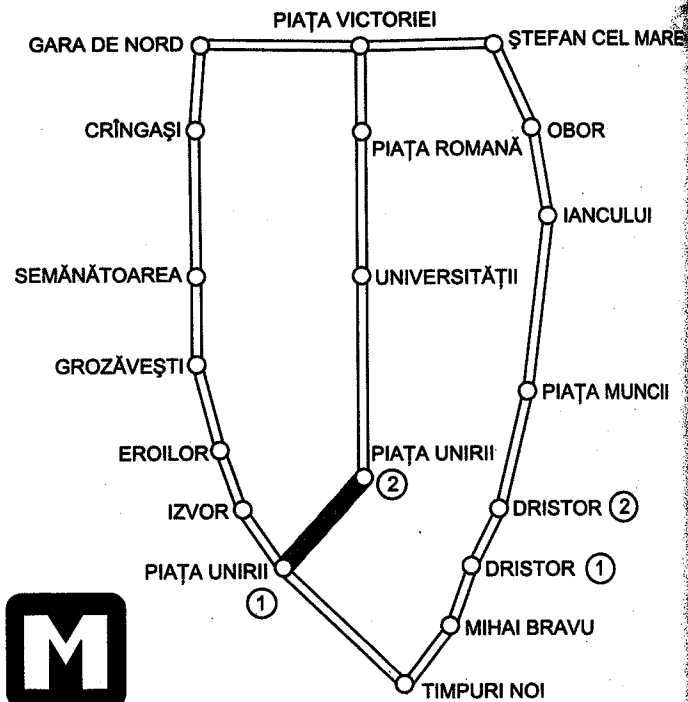 PIAȚA VICTORIEI
GARA DE NORD
ȘTEFAN CEL MARE
CRÎNGAȘI
PIAȚA ROMANĂ
OBOR
IANCULUI
SEMĂNĂTOAREA
UNIVERSITĂȚII
GROZĂVEȘTI
PIAȚA MUNCII
EROILOR
PIAȚA UNIRII
2
IZVOR
DRISTOR 2
PIAȚA UNIRII
1
DRISTOR 1
MIHAI BRAVU
M
TIMPURI NOI